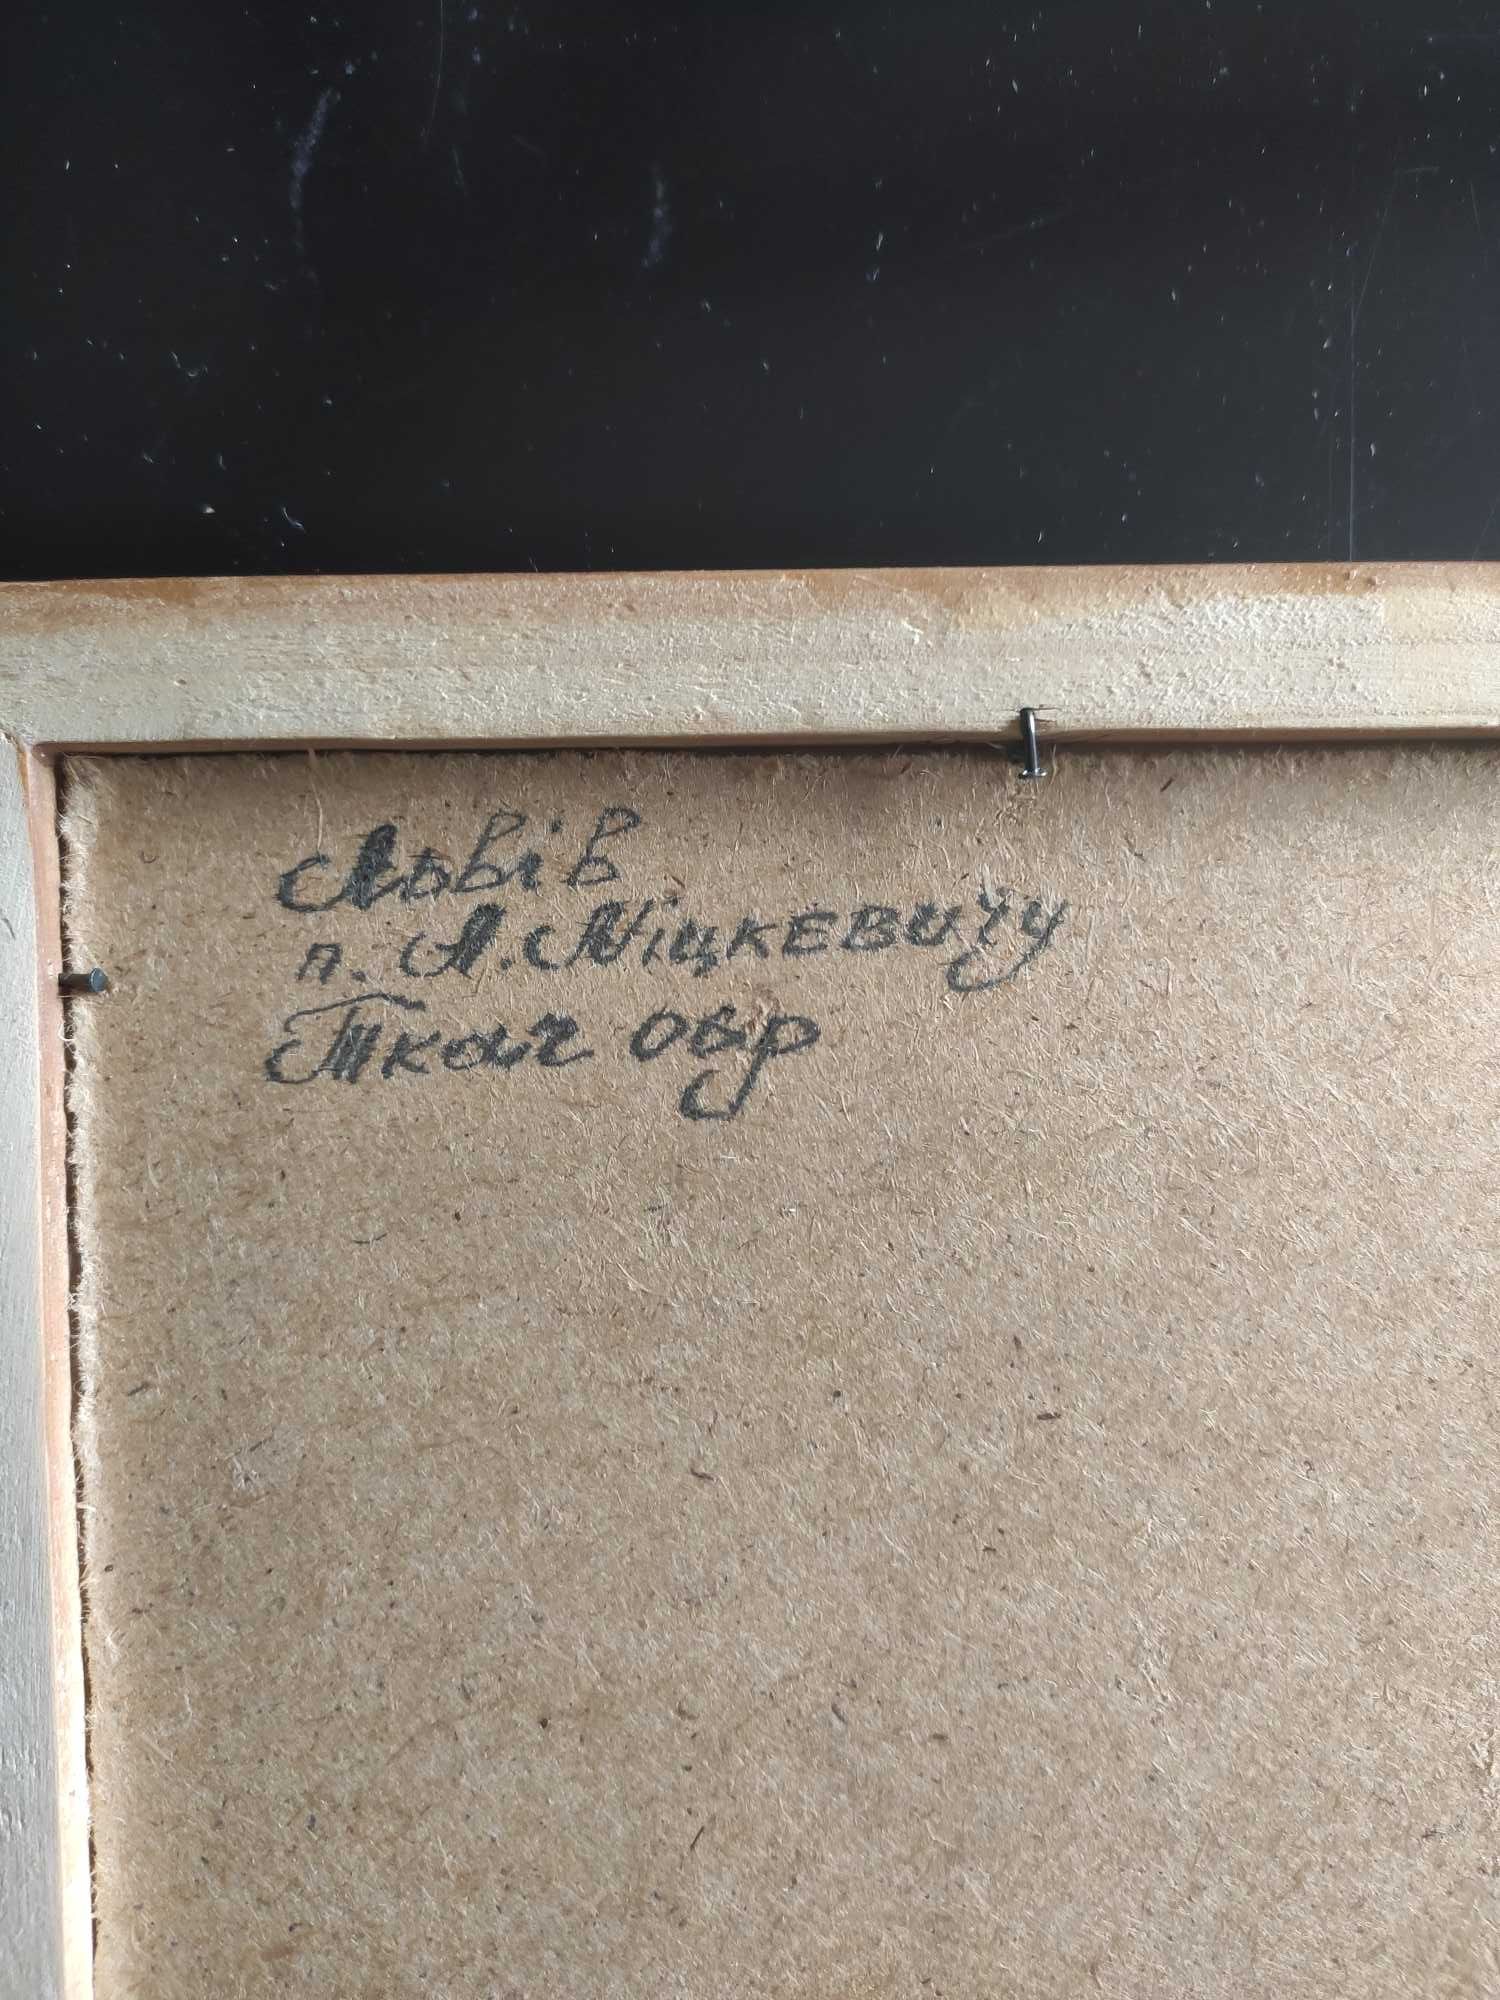 Львів
п. А. Міцкевичу
Ткач овр